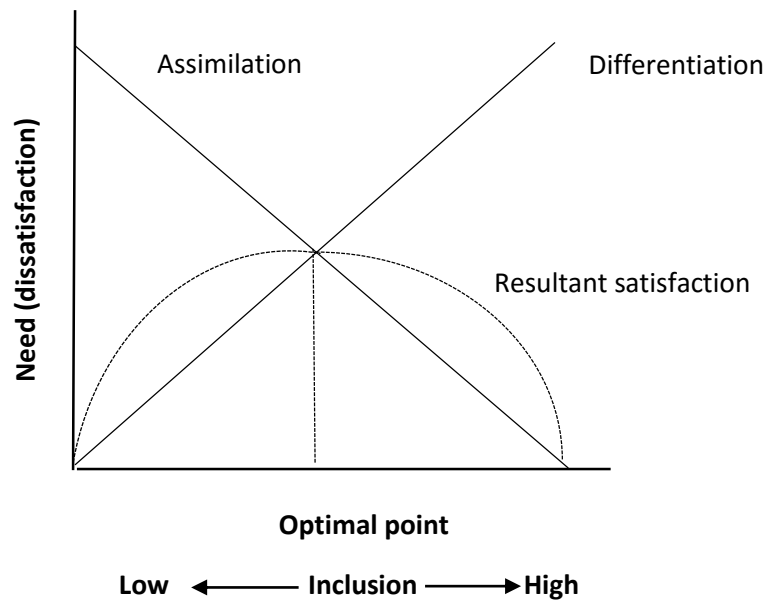 Assimilation
Differentiation
Need (dissatisfaction)
Resultant satisfaction
Optimal point
Low Inclusion High